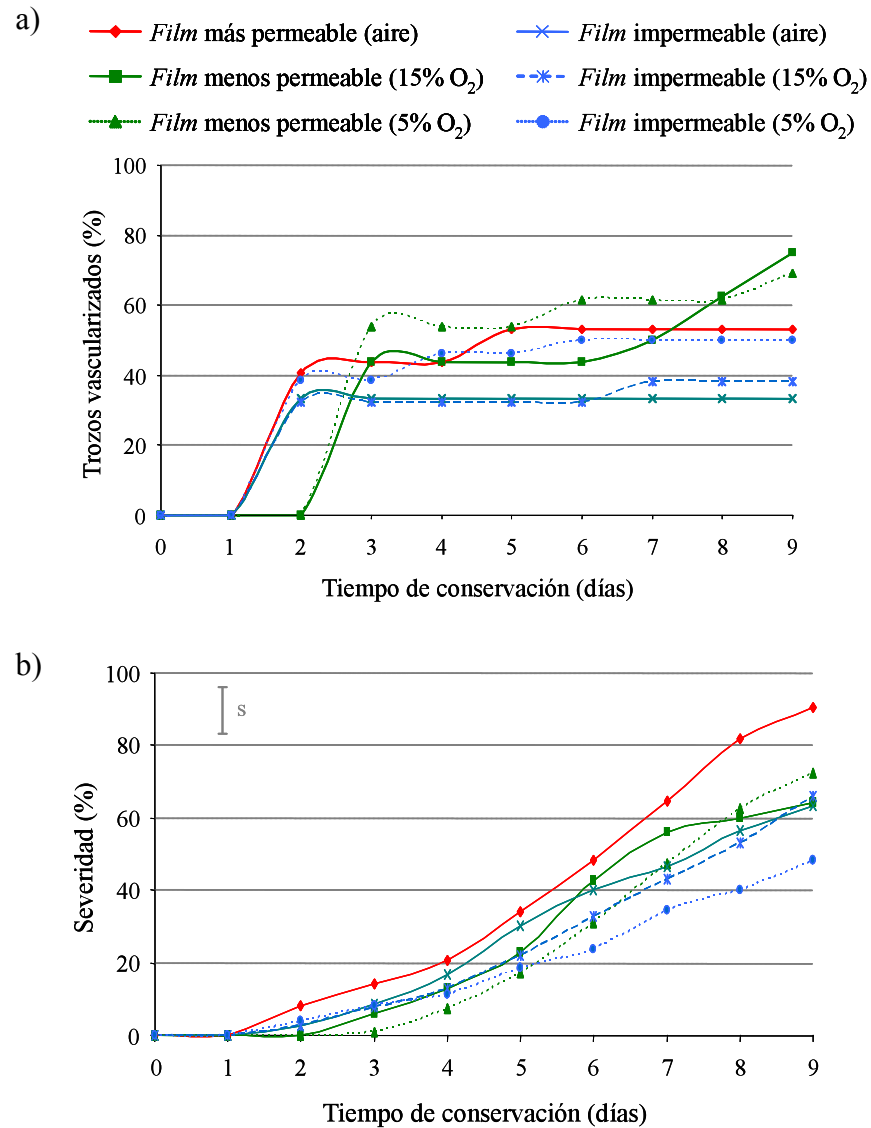 a)
Film más permeable (aire)
Film impermeable (aire)
Film menos permeable (15% O2)
Film impermeable (15% O2)
Film menos permeable (5% O2)
Film impermeable (5% O2)
100
80
60
40
20
0
Trozos vascularizados (%)
0 1 2 3 4 5 6 7 8 9
Tiempo de conservación (días)
b)
100
80
60
40
20
0
s
Severidad (%)
0 1 2 3 4 5 6 7 8 9
Tiempo de conservación (días)